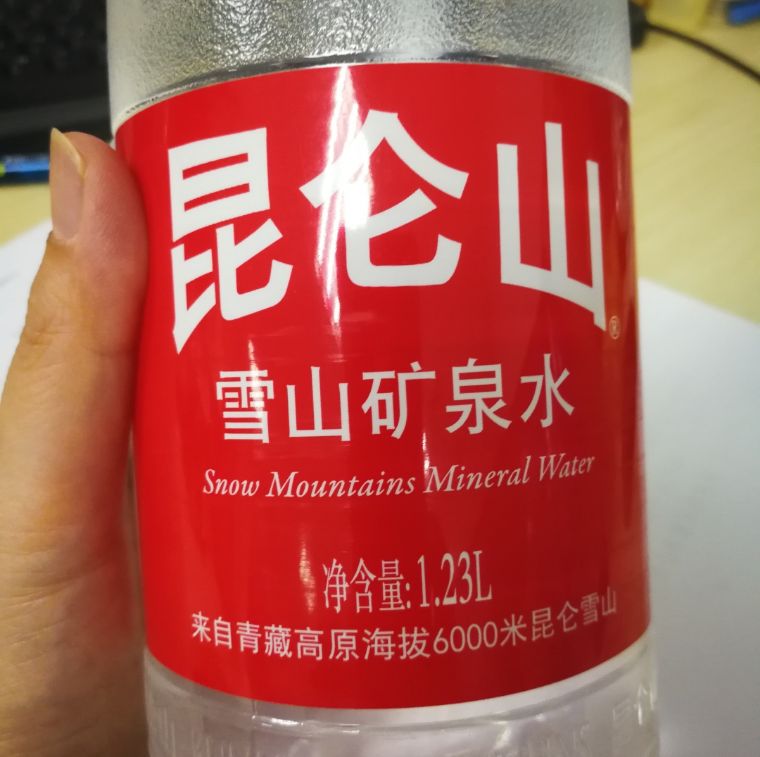 昆仑山®
雪山矿泉水
Snow Mountains Mineral Water
净含量:1.23L
来自青藏高原海拔6000米昆仑雪山